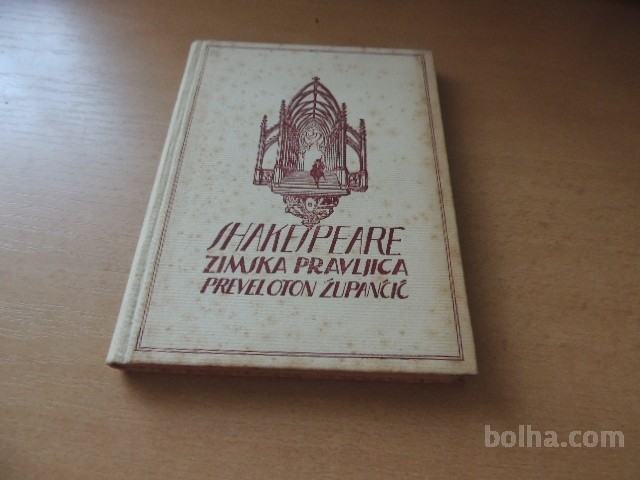 SHAKESPEARE
ZIMSKA PRAVLJICA
PREVEL OTON ŽUPANČIČ
bolha.com